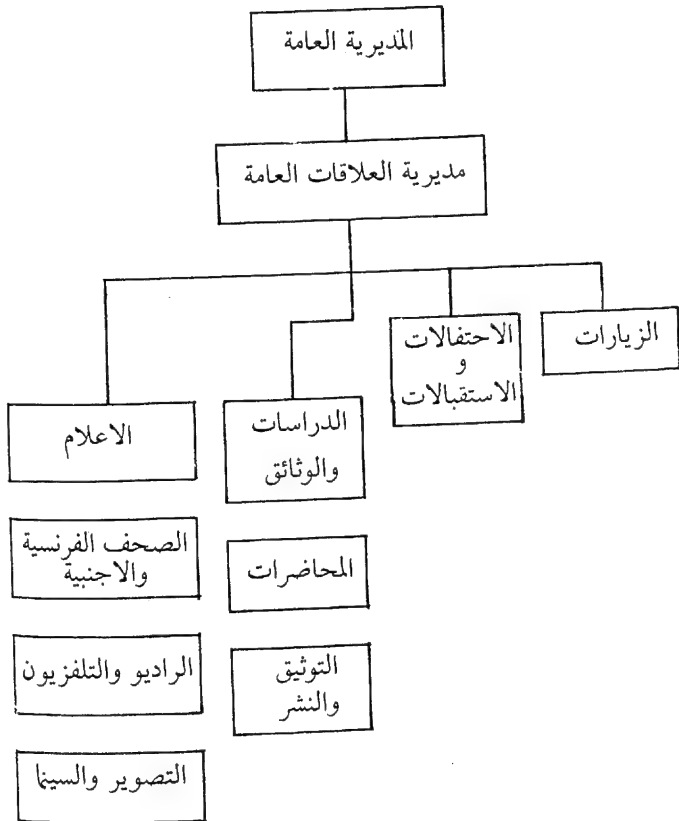 المديرية العامة
مديرية العلاقات العامة
الزيارات
الاحتفالات
و
الاستقبالات
الدراسات
والوثائق
المحاضرات
التوثيق
والنشر
الاعلام
الصحف الفرنسية
والاجنبية
الراديو والتلفزيون
التصوير والسينا